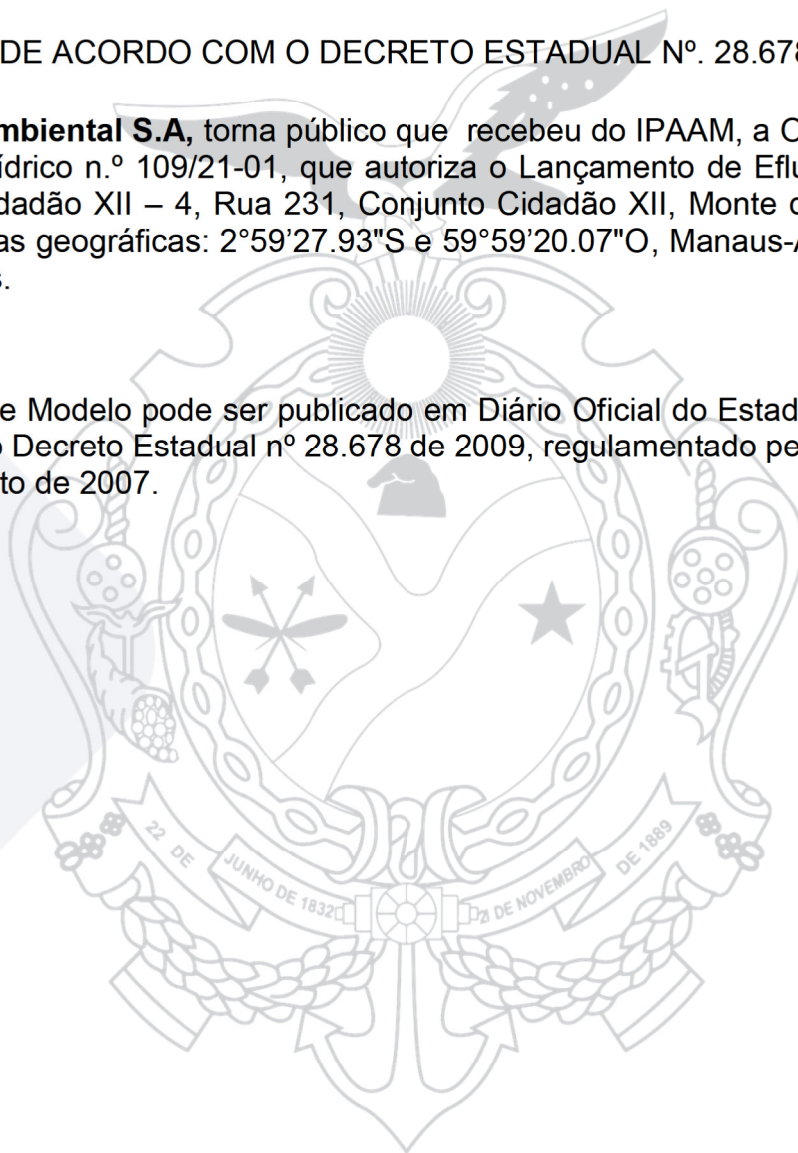 DE ACORDO COM O DECRETO ESTADUAL Nº. 28.678
mbiental S.A, torna público que recebeu do IPAAM, a O
ídrico n.º 109/21-01, que autoriza o Lançamento de Eflu
dadão XII – 4, Rua 231, Conjunto Cidadão XII, Monte
as geográficas: 2°59’27.93"S e 59°59’20.07"O, Manaus-A
s.
e Modelo pode ser publicado em Diário Oficial do Estad
o Decreto Estadual nº 28.678 de 2009, regulamentado pe
to de 2007.
22 DE JUNHO DE 1832
21 DE NOVEMBRO DE 1889